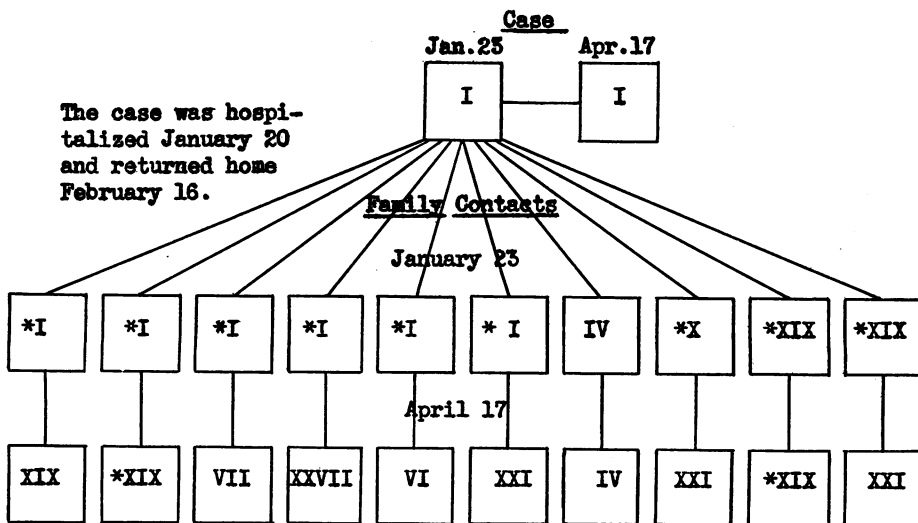 Case
Jan.23 Apr.17
I I
The case was hospi-
talized January 20
and returned home
February 16.
Family Contacts
January 23
*I *I *I *I *I * I IV *X *XIX *XIX
April 17
XIX *XIX VII XXVII VI XXI IV XXI *XIX XXI